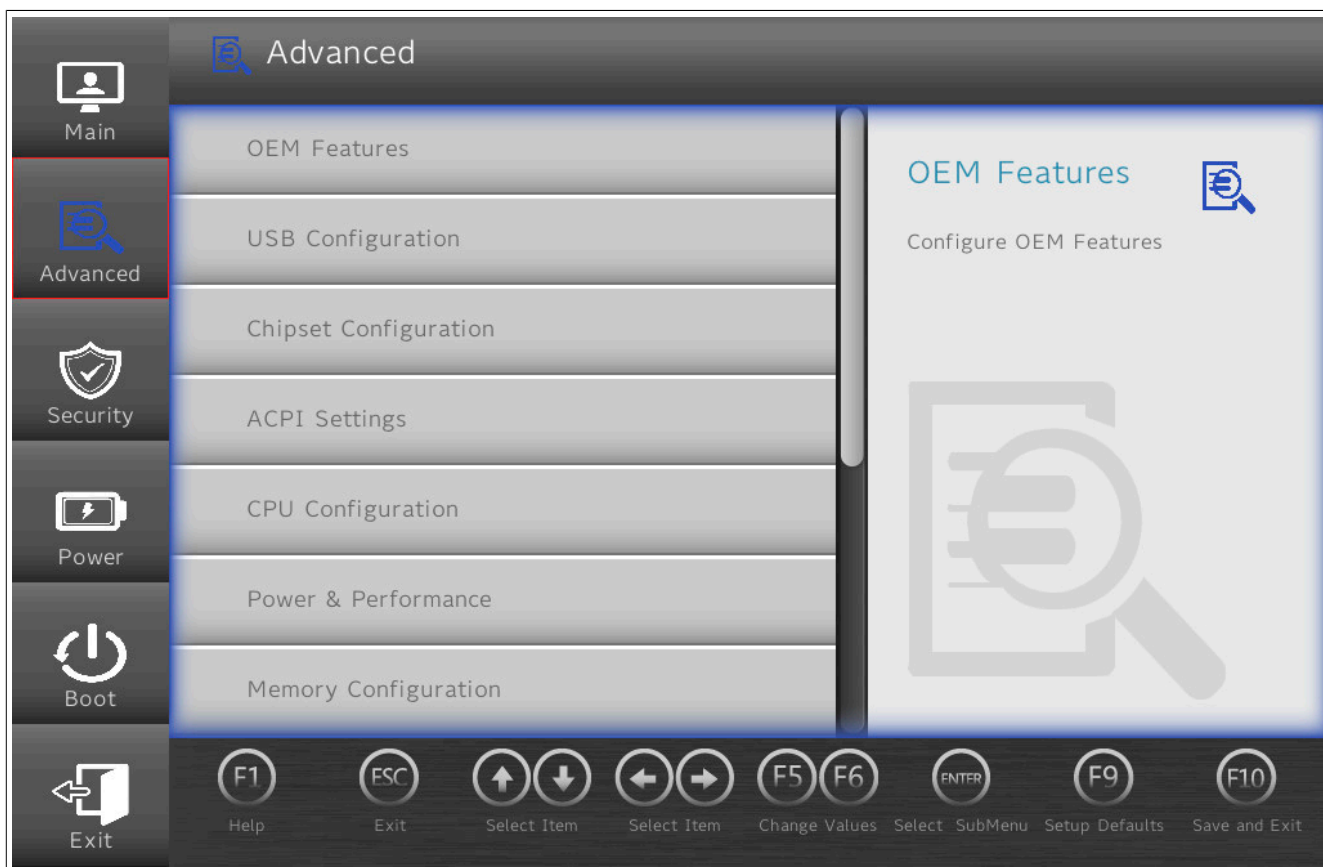 Advanced
Main
Advanced
Security
Power
Boot
Exit
OEM Features
USB Configuration
Chipset Configuration
ACPI Settings
CPU Configuration
Power & Performance
Memory Configuration
OEM Features
Configure OEM Features
F1
ESC
F5 F6
ENTER
F9
F10
Help
Exit
Select Item
Select Item
Change Values
Select SubMenu
Setup Defaults
Save and Exit